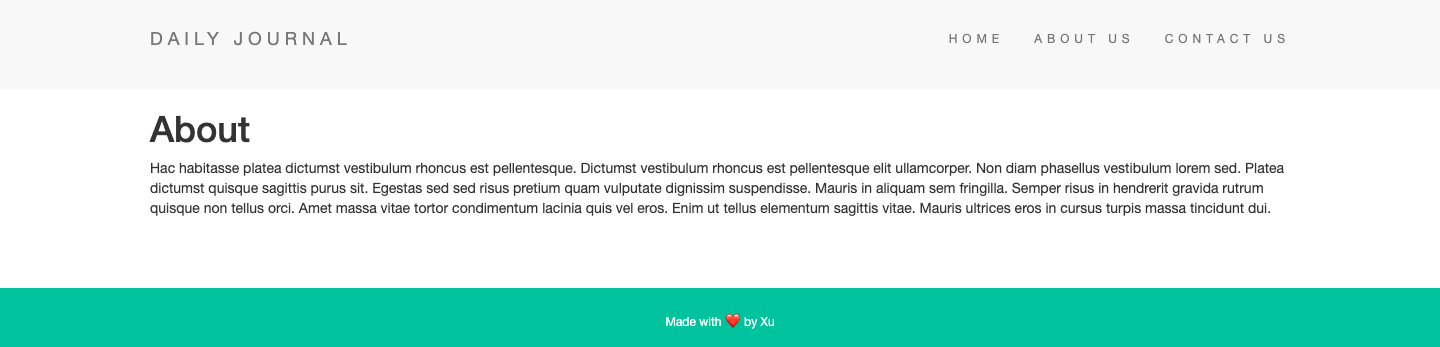 DAILY JOURNAL
HOME ABOUT US CONTACT US
About
Hac habitasse platea dictumst vestibulum rhoncus est pellentesque. Dictumst vestibulum rhoncus est pellentesque elit ullamcorper. Non diam phasellus vestibulum lorem sed. Platea
dictumst quisque sagittis purus sit. Egestas sed sed risus pretium quam vulputate dignissim suspendisse. Mauris in aliquam sem fringilla. Semper risus in hendrerit gravida rutrum
quisque non tellus orci. Amet massa vitae tortor condimentum lacinia quis vel eros. Enim ut tellus elementum sagittis vitae. Mauris ultrices eros in cursus turpis massa tincidunt dui.
Made with ❤️ by Xu